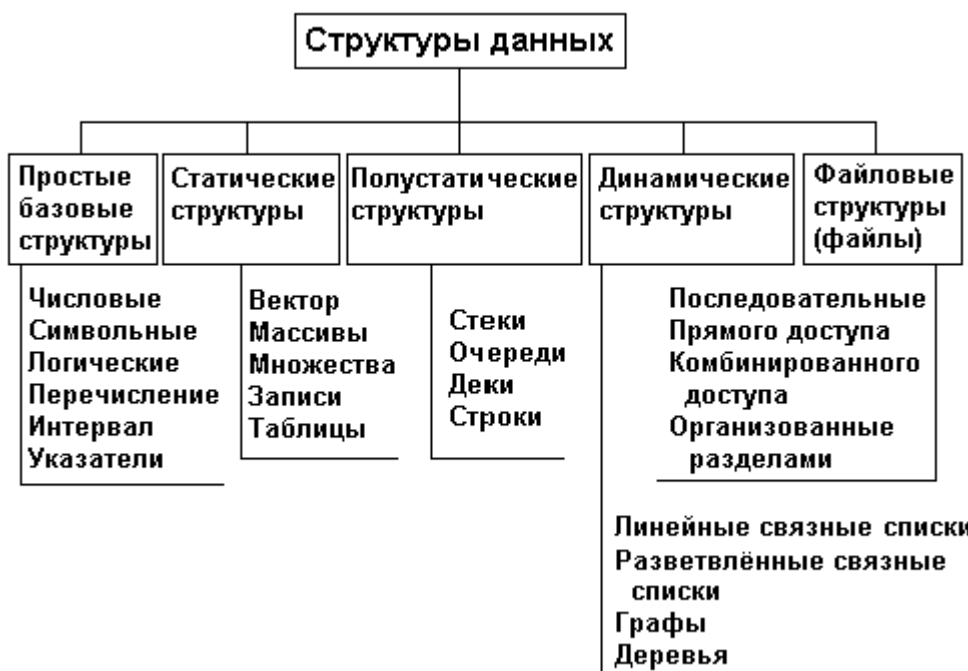 Структуры данных
Простые
базовые
структуры
Статические
структуры
Полустатические
структуры
Динамические
структуры
Файловые
структуры
(файлы)
Числовые
Символьные
Логические
Перечисление
Интервал
Указатели
Вектор
Массивы
Множества
Записи
Таблицы
Стеки
Очереди
Деки
Строки
Последовательные
Прямого доступа
Комбинированного
доступа
Организованные
разделами
Линейные связные списки
Разветвлённые связные
списки
Графы
Деревья